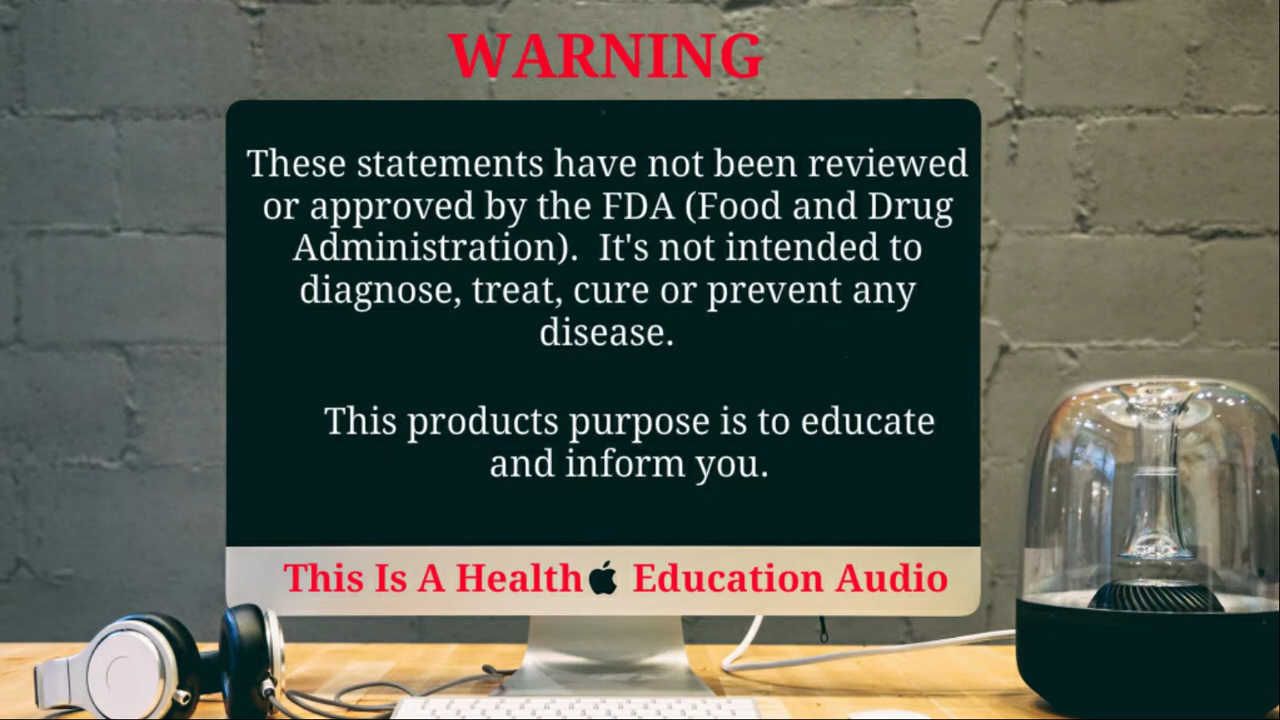 WARNING
These statements have not been reviewed
or approved by the FDA (Food and Drug
Administration).  It's not intended to
diagnose, treat, cure or prevent any
disease.
This products purpose is to educate
and inform you.
This Is A Health Education Audio